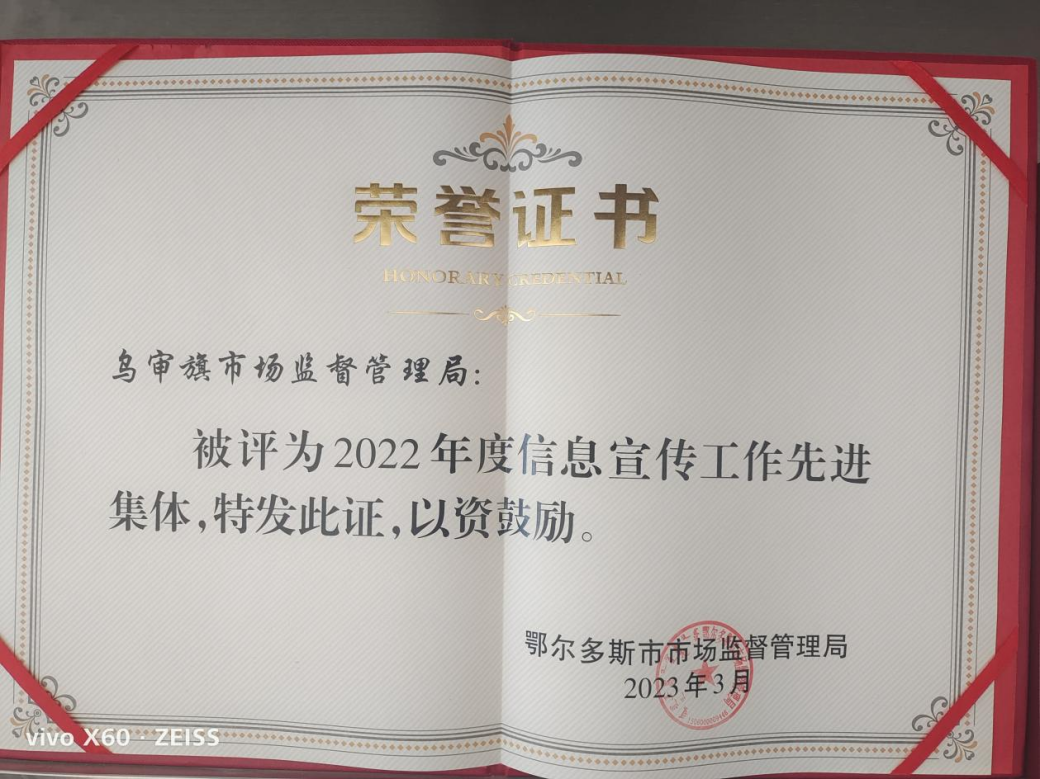 荣誉证书
HONORARY CREDENTIAL
乌审旗市场监督管理局:
被评为2022年度信息宣传工作先进
集体,特发此证,以资鼓励。
鄂尔多斯市市场监督管理局
2023年3月
vivo X60 · ZEISS